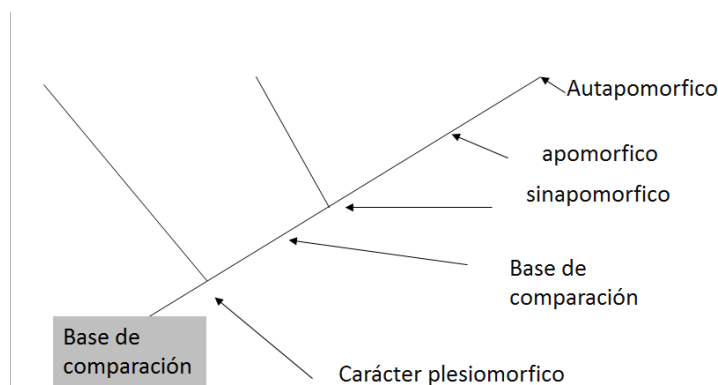 Autapomorfico
apomorfico
sinapomorfico
Base de
comparación
Base de
comparación
Carácter plesiomorfico